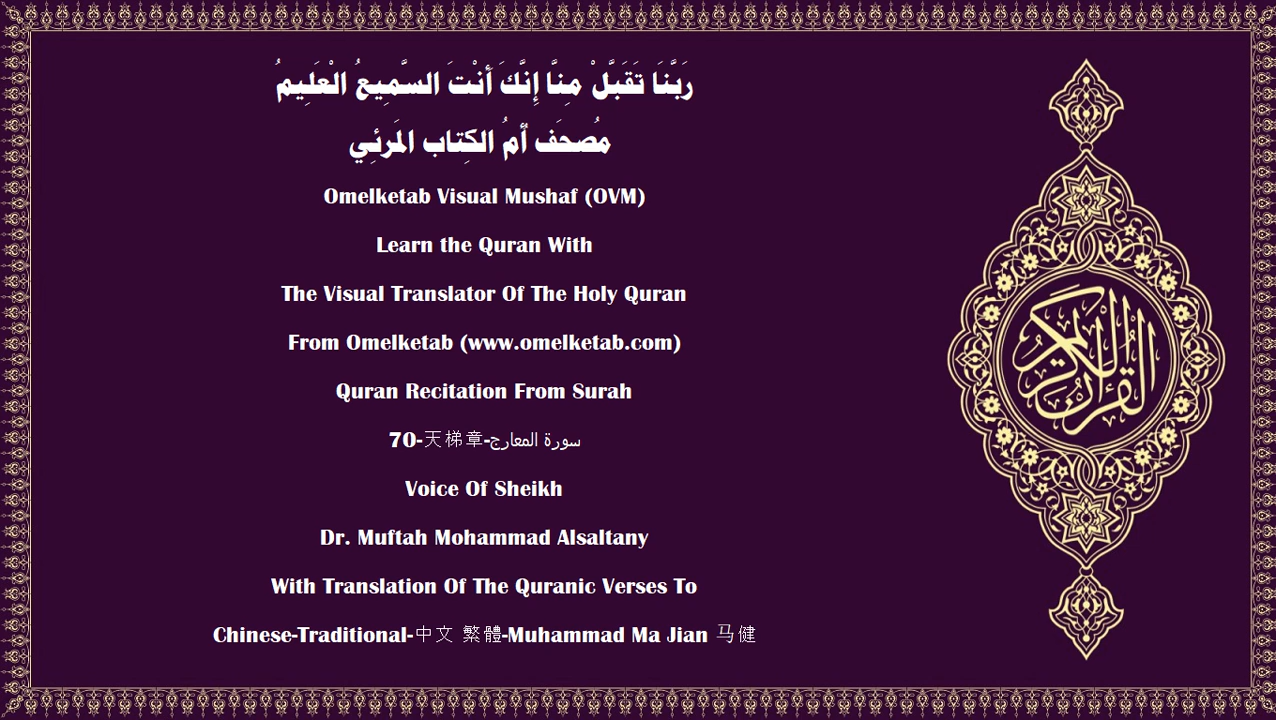 رَبَّنَا تَقَبَّلْ مِنَّا إِنَّكَ أَنْتَ السَّمِيعُ الْعَلِيمُ
مُصحَف أمُ الكِتاب المَرئِي
Omelketab Visual Mushaf (OVM)
Learn the Quran With
The Visual Translator Of The Holy Quran
From Omelketab (www.omelketab.com)
Quran Recitation From Surah
70-天梯章-سورة المعارج
Voice Of Sheikh
Dr. Muftah Mohammad Alsaltany
With Translation Of The Quranic Verses To
Chinese-Traditional-中文 繁體-Muhammad Ma Jian 马健
القرآن الكريم